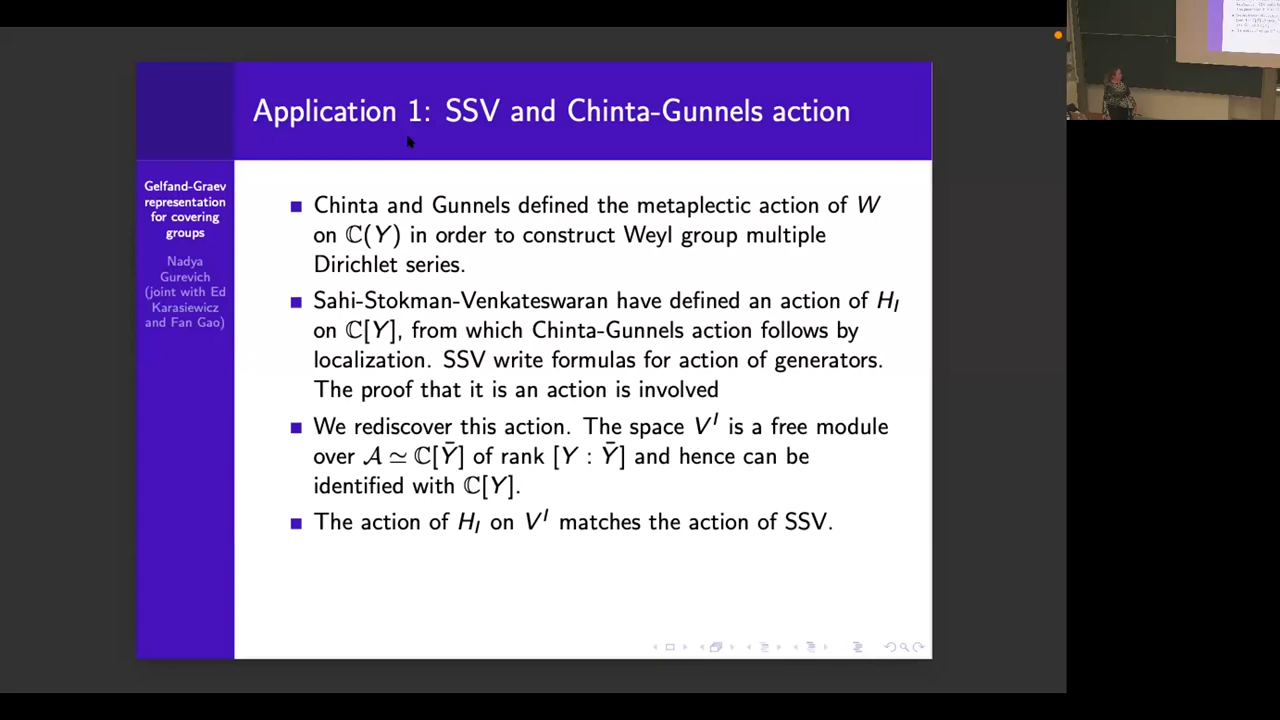 Application 1: SSV and Chinta-Gunnels action
Gelfand-Graev
representation
for covering
groups
Nadya
Gurevich
(joint with Ed
Karasiewicz
and Fan Gao)
Chinta and Gunnels defined the metaplectic action of W
on ℂ(Y) in order to construct Weyl group multiple
Dirichlet series.
Sahi-Stokman-Venkateswaran have defined an action of H_I
on ℂ[Y], from which Chinta-Gunnels action follows by
localization. SSV write formulas for action of generators.
The proof that it is an action is involved
We rediscover this action. The space V^I is a free module
over 𝒜 ≃ ℂ[Ȳ] of rank [Y : Ȳ] and hence can be
identified with ℂ[Y].
The action of H_I on V^I matches the action of SSV.